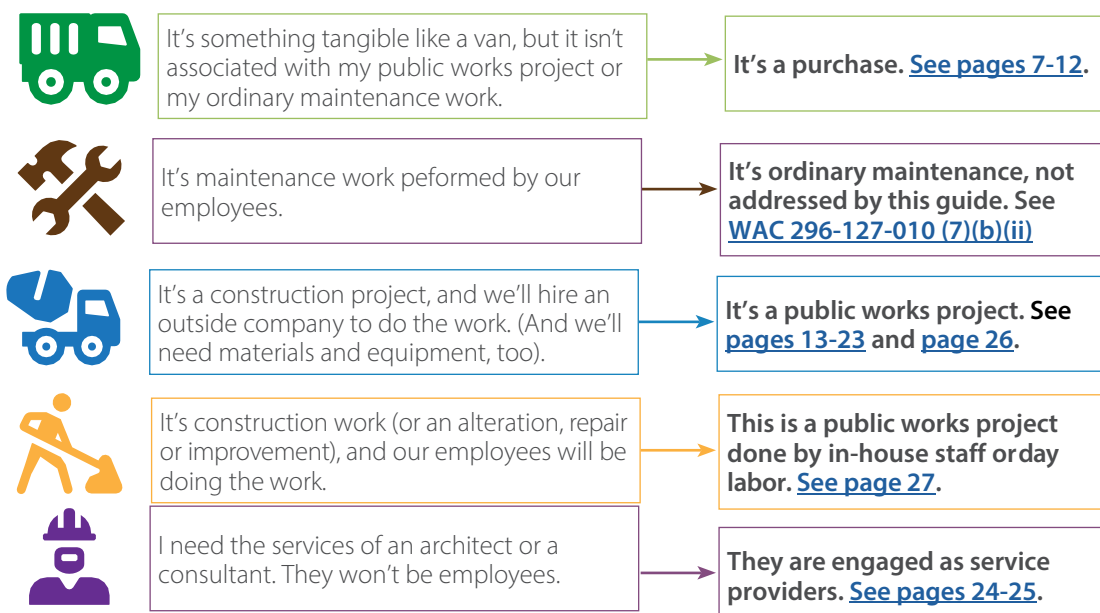 It's something tangible like a van, but it isn't
associated with my public works project or
my ordinary maintenance work.
It's a purchase. See pages 7-12.
It's maintenance work peformed by our
employees.
It's ordinary maintenance, not
addressed by this guide. See
WAC 296-127-010 (7)(b)(ii)
It's a construction project, and we'll hire an
outside company to do the work. (And we'll
need materials and equipment, too).
It's a public works project. See
pages 13-23 and page 26.
It's construction work (or an alteration, repair
or improvement), and our employees will be
doing the work.
This is a public works project
done by in-house staff orday
labor. See page 27.
I need the services of an architect or a
consultant. They won't be employees.
They are engaged as service
providers. See pages 24-25.